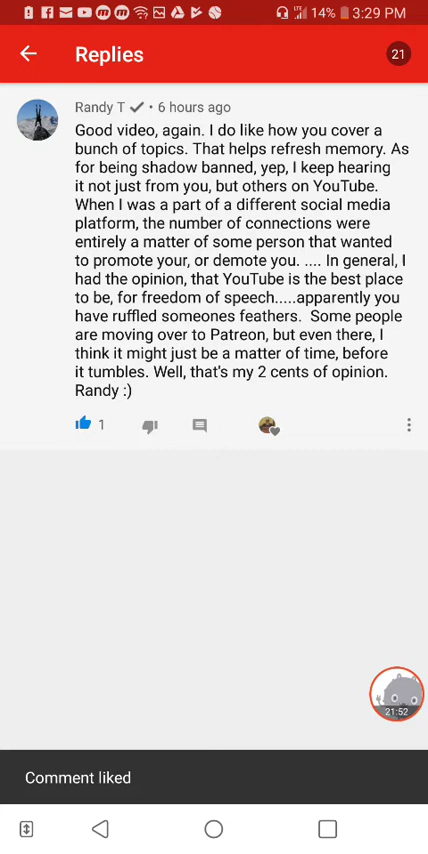 14% 3:29 PM
Replies
21
Randy T • 6 hours ago
Good video, again. I do like how you cover a
bunch of topics. That helps refresh memory. As
for being shadow banned, yep, I keep hearing
it not just from you, but others on YouTube.
When I was a part of a different social media
platform, the number of connections were
entirely a matter of some person that wanted
to promote your, or demote you. .... In general, I
had the opinion, that YouTube is the best place
to be, for freedom of speech.....apparently you
have ruffled someones feathers.  Some people
are moving over to Patreon, but even there, I
think it might just be a matter of time, before
it tumbles. Well, that's my 2 cents of opinion.
Randy :)
1
21:52
Comment liked